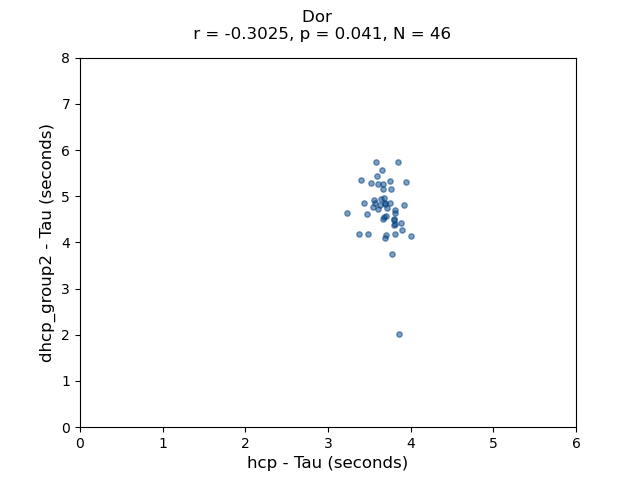 Dor
r = -0.3025, p = 0.041, N = 46
8
7
6
5
4
3
2
1
0
dhcp_group2 - Tau (seconds)
0 1 2 3 4 5 6
hcp - Tau (seconds)